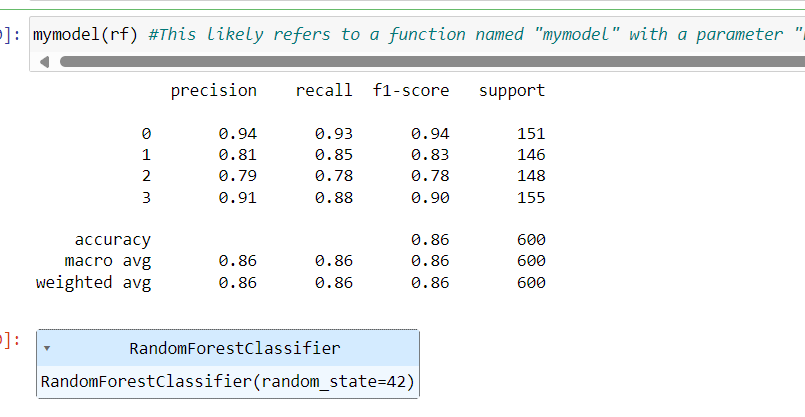 ]: mymodel(rf) #This likely refers to a function named "mymodel" with a parameter "
precision recall f1-score support
0 0.94 0.93 0.94 151
1 0.81 0.85 0.83 146
2 0.79 0.78 0.78 148
3 0.91 0.88 0.90 155
accuracy 0.86 600
macro avg 0.86 0.86 0.86 600
weighted avg 0.86 0.86 0.86 600
]:
RandomForestClassifier
RandomForestClassifier(random_state=42)